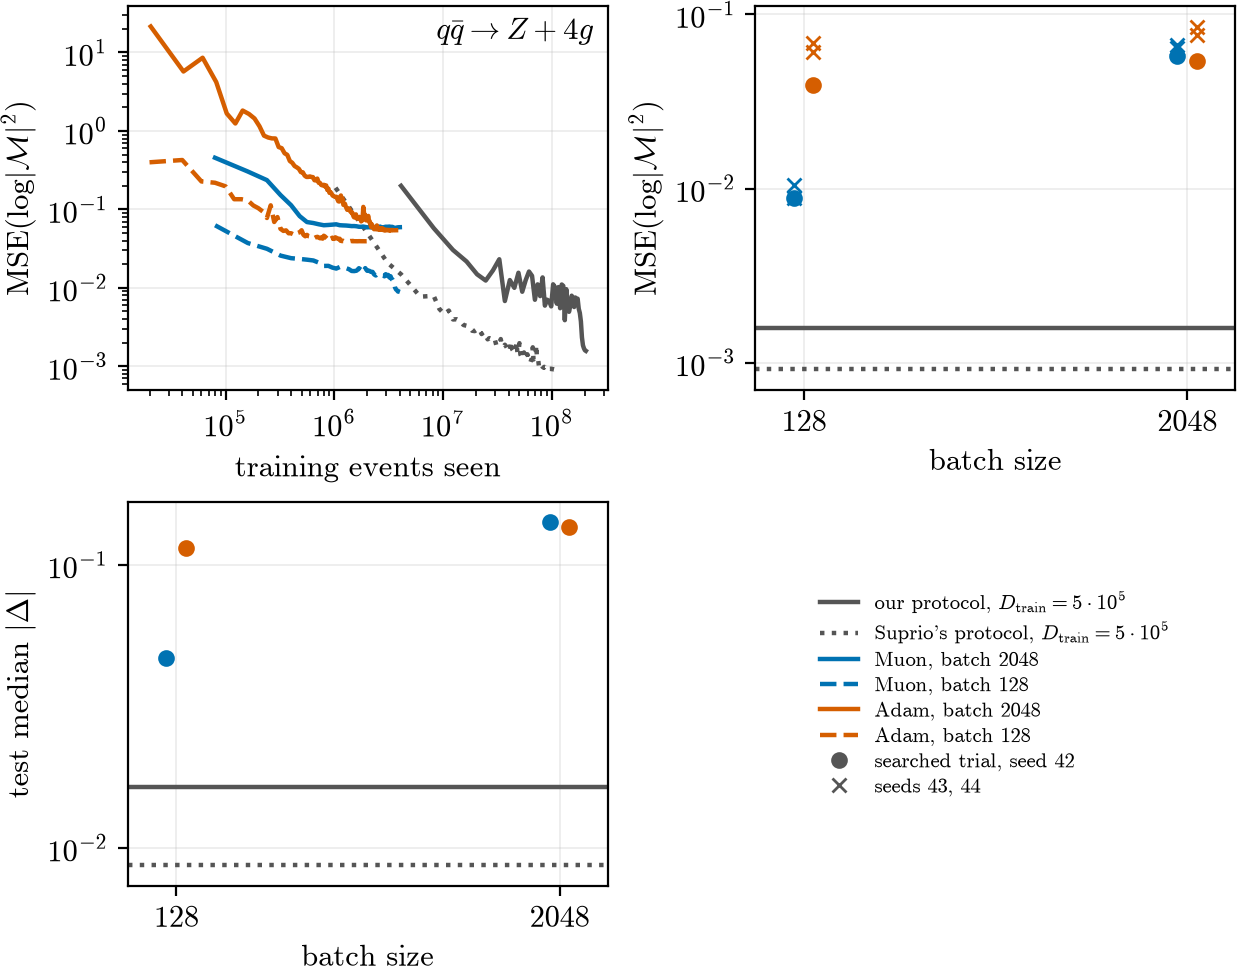 10^1
10^0
10^{-1}
10^{-2}
10^{-3}
MSE(log|ℳ|^2)
qq̄ → Z + 4g
10^5 10^6 10^7 10^8
training events seen
10^{-1}
10^{-2}
10^{-3}
MSE(log|ℳ|^2)
128 2048
batch size
10^{-1}
10^{-2}
test median |Δ|
128 2048
batch size
our protocol, D_train = 5 · 10^5
Suprio's protocol, D_train = 5 · 10^5
Muon, batch 2048
Muon, batch 128
Adam, batch 2048
Adam, batch 128
searched trial, seed 42
seeds 43, 44